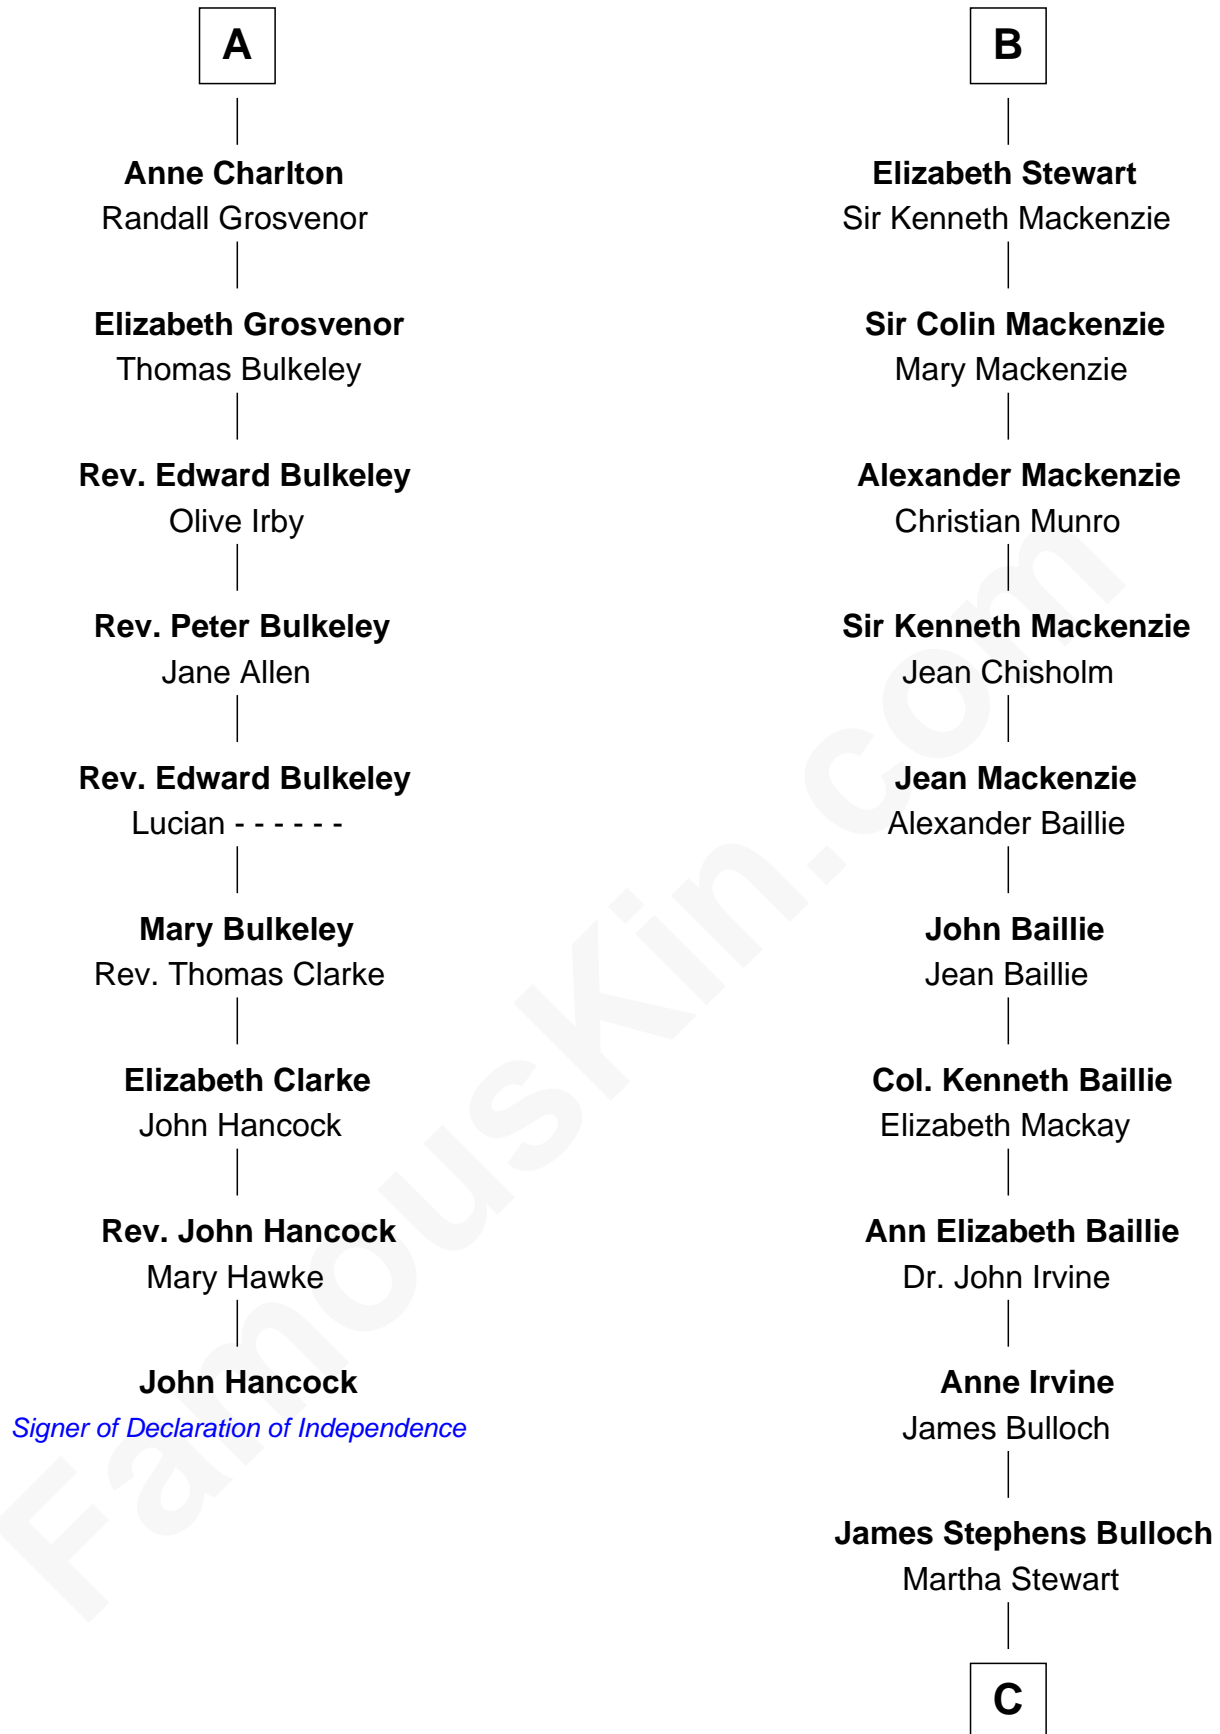 A
Anne Charlton
Randall Grosvenor
Elizabeth Grosvenor
Thomas Bulkeley
Rev. Edward Bulkeley
Olive Irby
Rev. Peter Bulkeley
Jane Allen
Rev. Edward Bulkeley
Lucian - - - - - -
Mary Bulkeley
Rev. Thomas Clarke
Elizabeth Clarke
John Hancock
Rev. John Hancock
Mary Hawke
John Hancock
Signer of Declaration of Independence
B
Elizabeth Stewart
Sir Kenneth Mackenzie
Sir Colin Mackenzie
Mary Mackenzie
Alexander Mackenzie
Christian Munro
Sir Kenneth Mackenzie
Jean Chisholm
Jean Mackenzie
Alexander Baillie
John Baillie
Jean Baillie
Col. Kenneth Baillie
Elizabeth Mackay
Ann Elizabeth Baillie
Dr. John Irvine
Anne Irvine
James Bulloch
James Stephens Bulloch
Martha Stewart
C
FamousKin.com